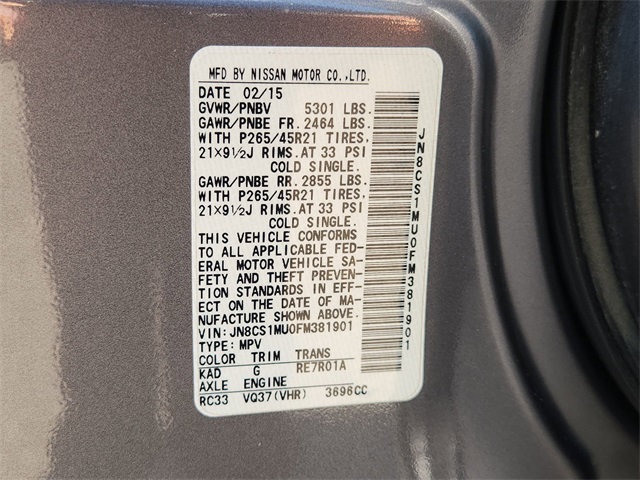 MFD BY NISSAN MOTOR CO.,LTD.
DATE 02/15
GVWR/PNBV 5301 LBS.
GAWR/PNBE FR. 2464 LBS.
WITH P265/45R21 TIRES.
21×9½J RIMS. AT 33 PSI
COLD SINGLE.
GAWR/PNBE RR. 2855 LBS.
WITH P265/45R21 TIRES.
21×9½J RIMS. AT 33 PSI
COLD SINGLE.
THIS VEHICLE CONFORMS
TO ALL APPLICABLE FED-
ERAL MOTOR VEHICLE SA-
FETY AND THEFT PREVEN-
TION STANDARDS IN EFF-
ECT ON THE DATE OF MA-
NUFACTURE SHOWN ABOVE.
VIN: JN8CS1MU0FM381901
TYPE: MPV
COLOR TRIM TRANS
KAD G RE7R01A
AXLE ENGINE
RC33 VQ37(VHR) 3696CC
JN8CS1MU0FM381901